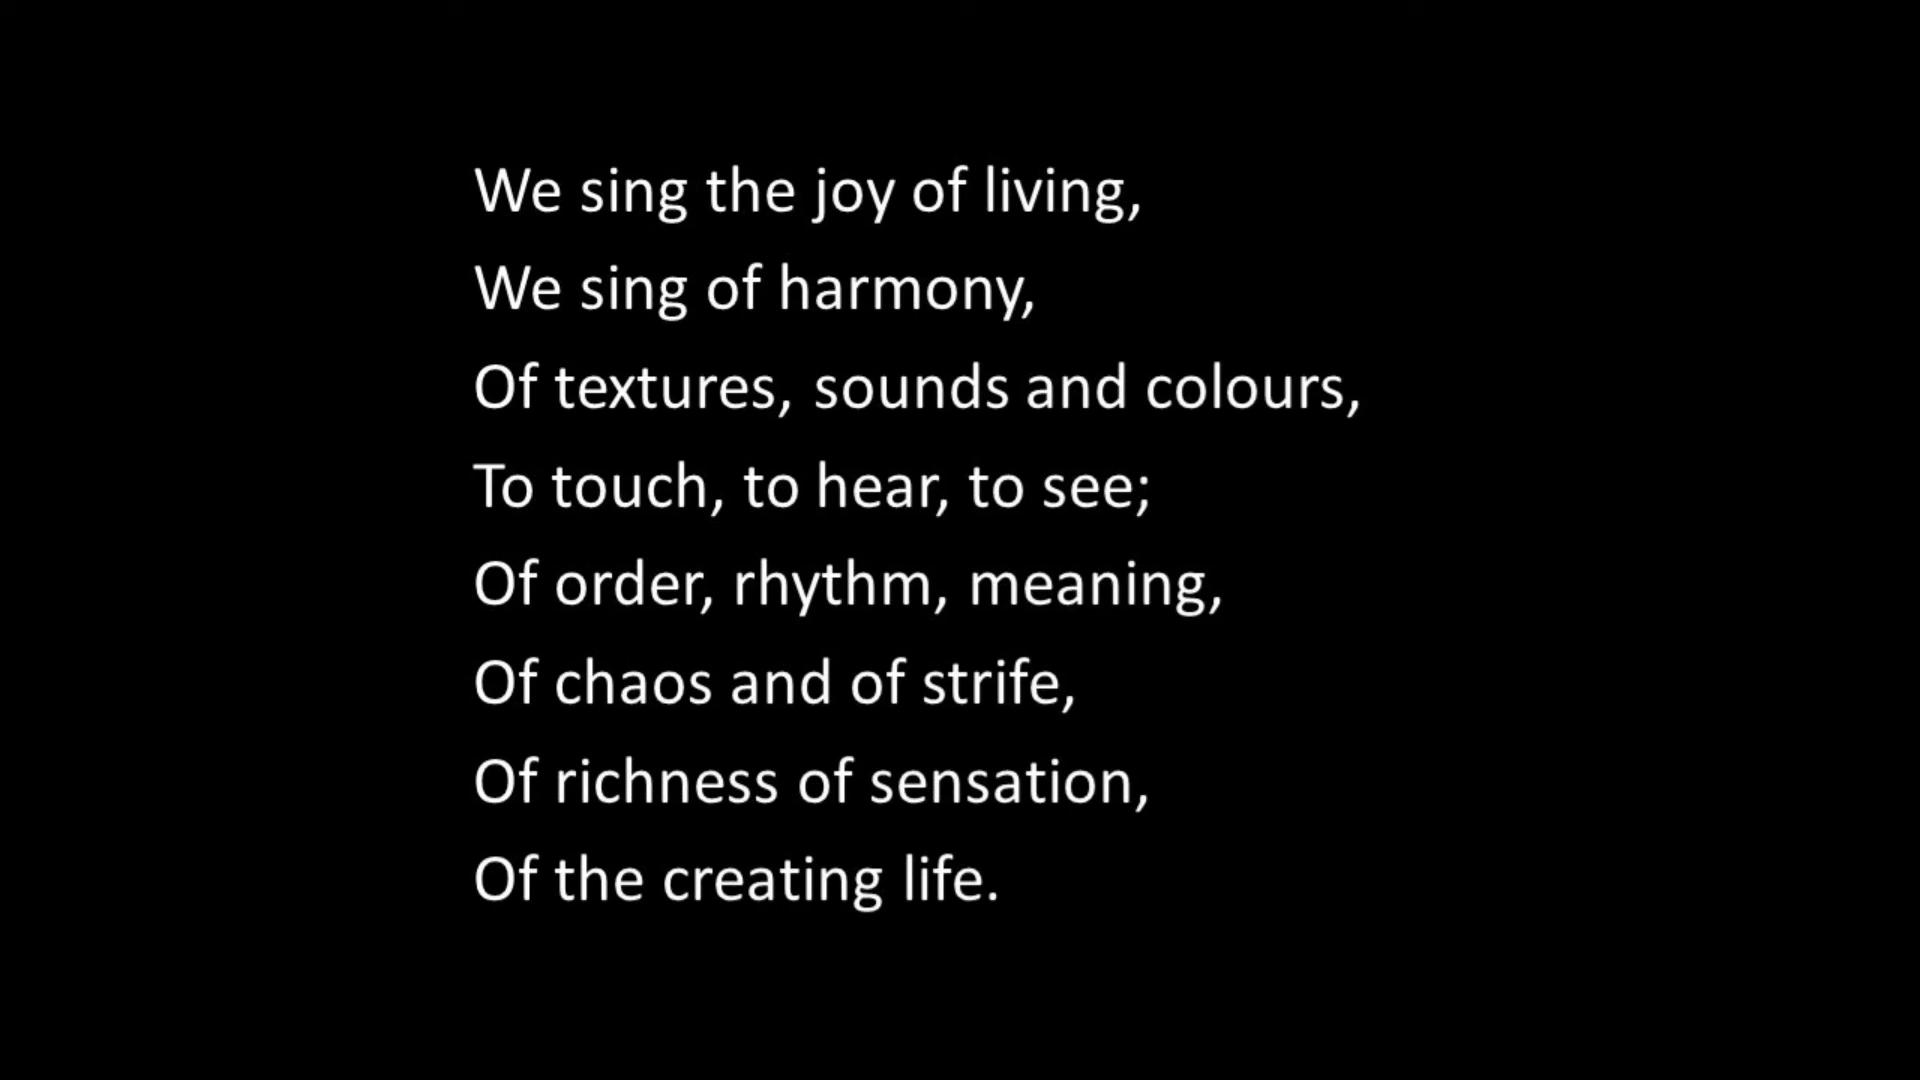 We sing the joy of living,
We sing of harmony,
Of textures, sounds and colours,
To touch, to hear, to see;
Of order, rhythm, meaning,
Of chaos and of strife,
Of richness of sensation,
Of the creating life.